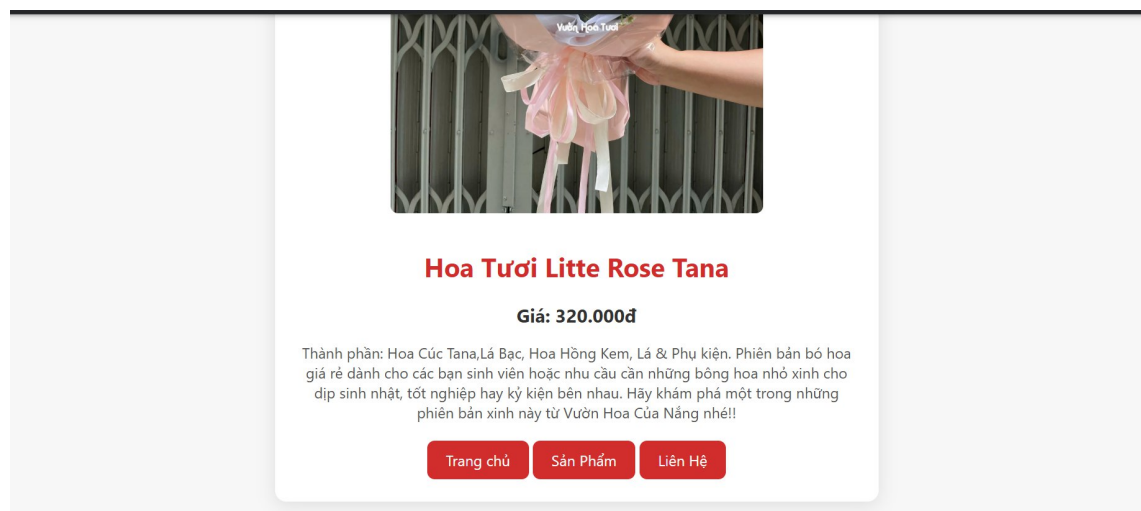 Vườn Hoa Tươi
Hoa Tươi Litte Rose Tana
Giá: 320.000đ
Thành phần: Hoa Cúc Tana,Lá Bạc, Hoa Hồng Kem, Lá & Phụ kiện. Phiên bản bó hoa
giá rẻ dành cho các bạn sinh viên hoặc nhu cầu cần những bông hoa nhỏ xinh cho
dịp sinh nhật, tốt nghiệp hay kỷ kiện bên nhau. Hãy khám phá một trong những
phiên bản xinh này từ Vườn Hoa Của Nắng nhé!!
Trang chủ Sản Phẩm Liên Hệ